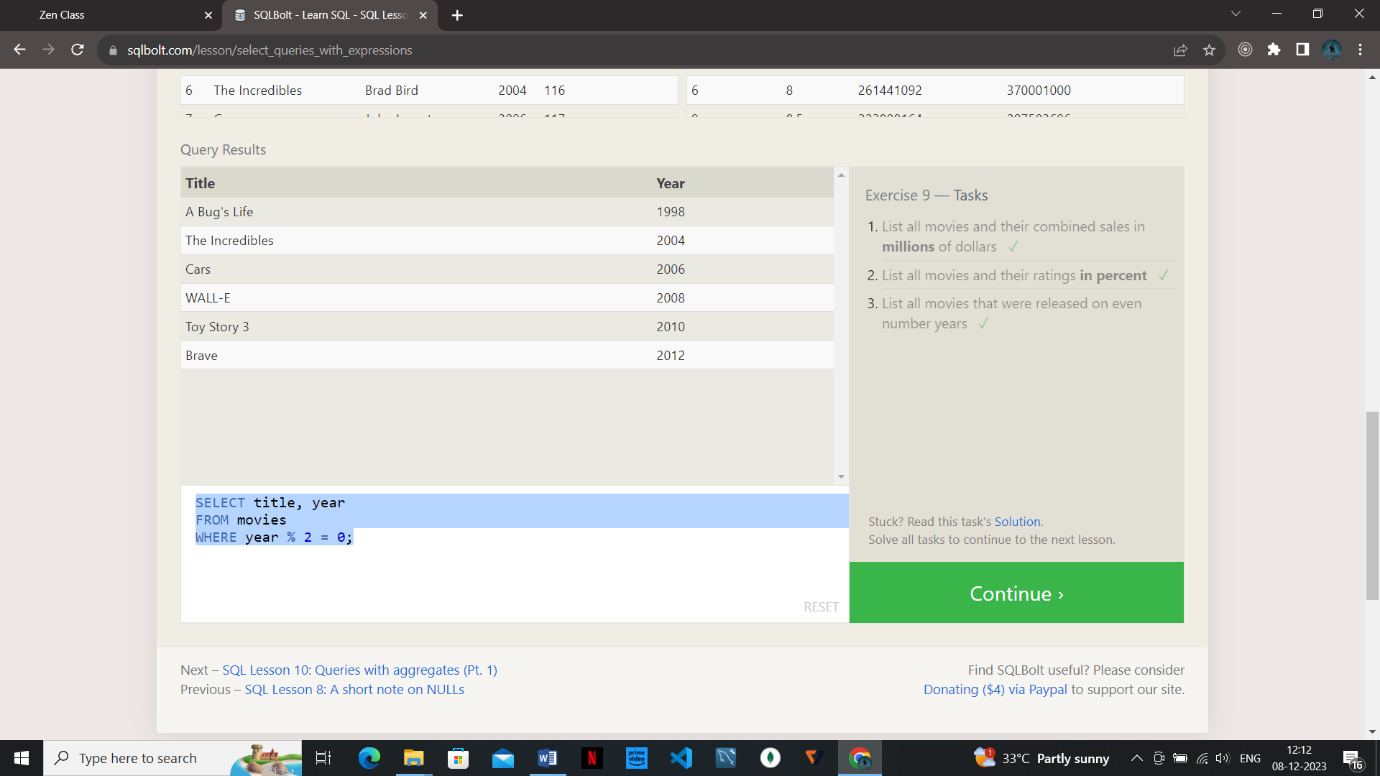 Zen Class
SQLBolt - Learn SQL - SQL Lesso
sqlbolt.com/lesson/select_queries_with_expressions
6 The Incredibles Brad Bird 2004 116
6 8 261441092 370001000
Query Results
Title Year
A Bug's Life 1998
The Incredibles 2004
Cars 2006
WALL-E 2008
Toy Story 3 2010
Brave 2012
Exercise 9 — Tasks
1. List all movies and their combined sales in
millions of dollars ✓
2. List all movies and their ratings in percent ✓
3. List all movies that were released on even
number years ✓
SELECT title, year
FROM movies
WHERE year % 2 = 0;
RESET
Stuck? Read this task's Solution.
Solve all tasks to continue to the next lesson.
Continue ›
Next – SQL Lesson 10: Queries with aggregates (Pt. 1)
Previous – SQL Lesson 8: A short note on NULLs
Find SQLBolt useful? Please consider
Donating ($4) via Paypal to support our site.
Type here to search
prime video
1
33°C Partly sunny
ENG
12:12
08-12-2023
16